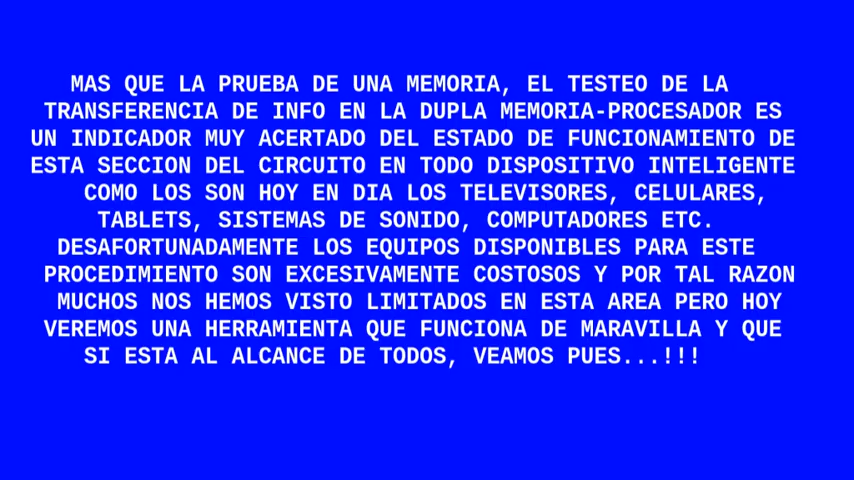 MAS QUE LA PRUEBA DE UNA MEMORIA, EL TESTEO DE LA
TRANSFERENCIA DE INFO EN LA DUPLA MEMORIA-PROCESADOR ES
UN INDICADOR MUY ACERTADO DEL ESTADO DE FUNCIONAMIENTO DE
ESTA SECCION DEL CIRCUITO EN TODO DISPOSITIVO INTELIGENTE
COMO LOS SON HOY EN DIA LOS TELEVISORES, CELULARES,
TABLETS, SISTEMAS DE SONIDO, COMPUTADORES ETC.
DESAFORTUNADAMENTE LOS EQUIPOS DISPONIBLES PARA ESTE
PROCEDIMIENTO SON EXCESIVAMENTE COSTOSOS Y POR TAL RAZON
MUCHOS NOS HEMOS VISTO LIMITADOS EN ESTA AREA PERO HOY
VEREMOS UNA HERRAMIENTA QUE FUNCIONA DE MARAVILLA Y QUE
SI ESTA AL ALCANCE DE TODOS, VEAMOS PUES...!!!